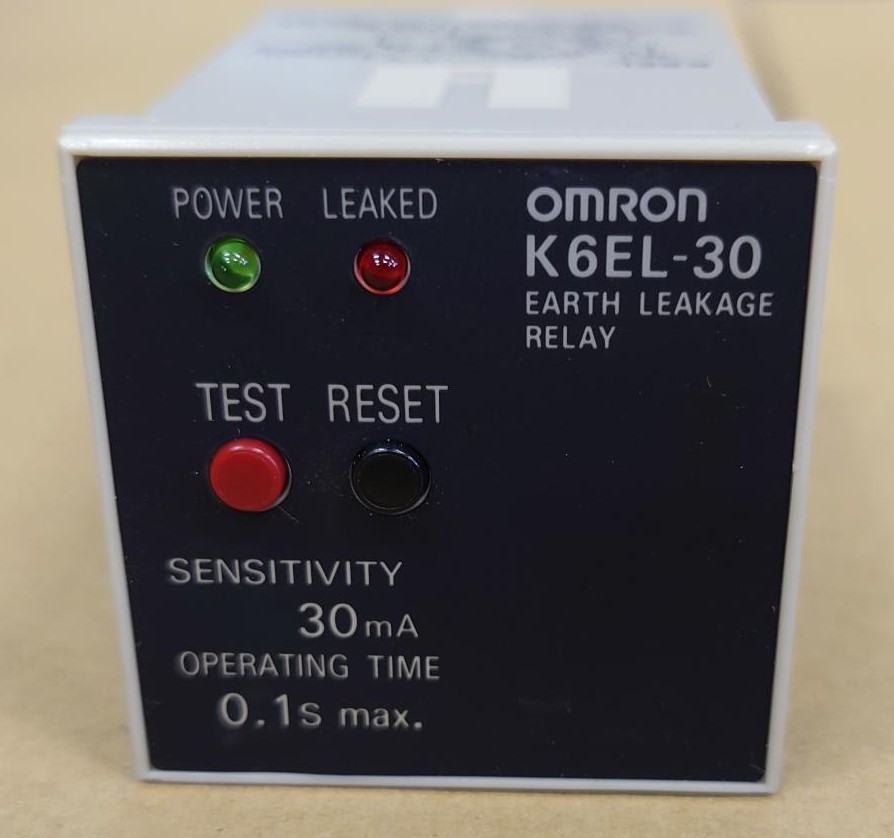 POWER LEAKED
OMRON
K6EL-30
EARTH LEAKAGE
RELAY
TEST RESET
SENSITIVITY
30mA
OPERATING TIME
0.1s max.